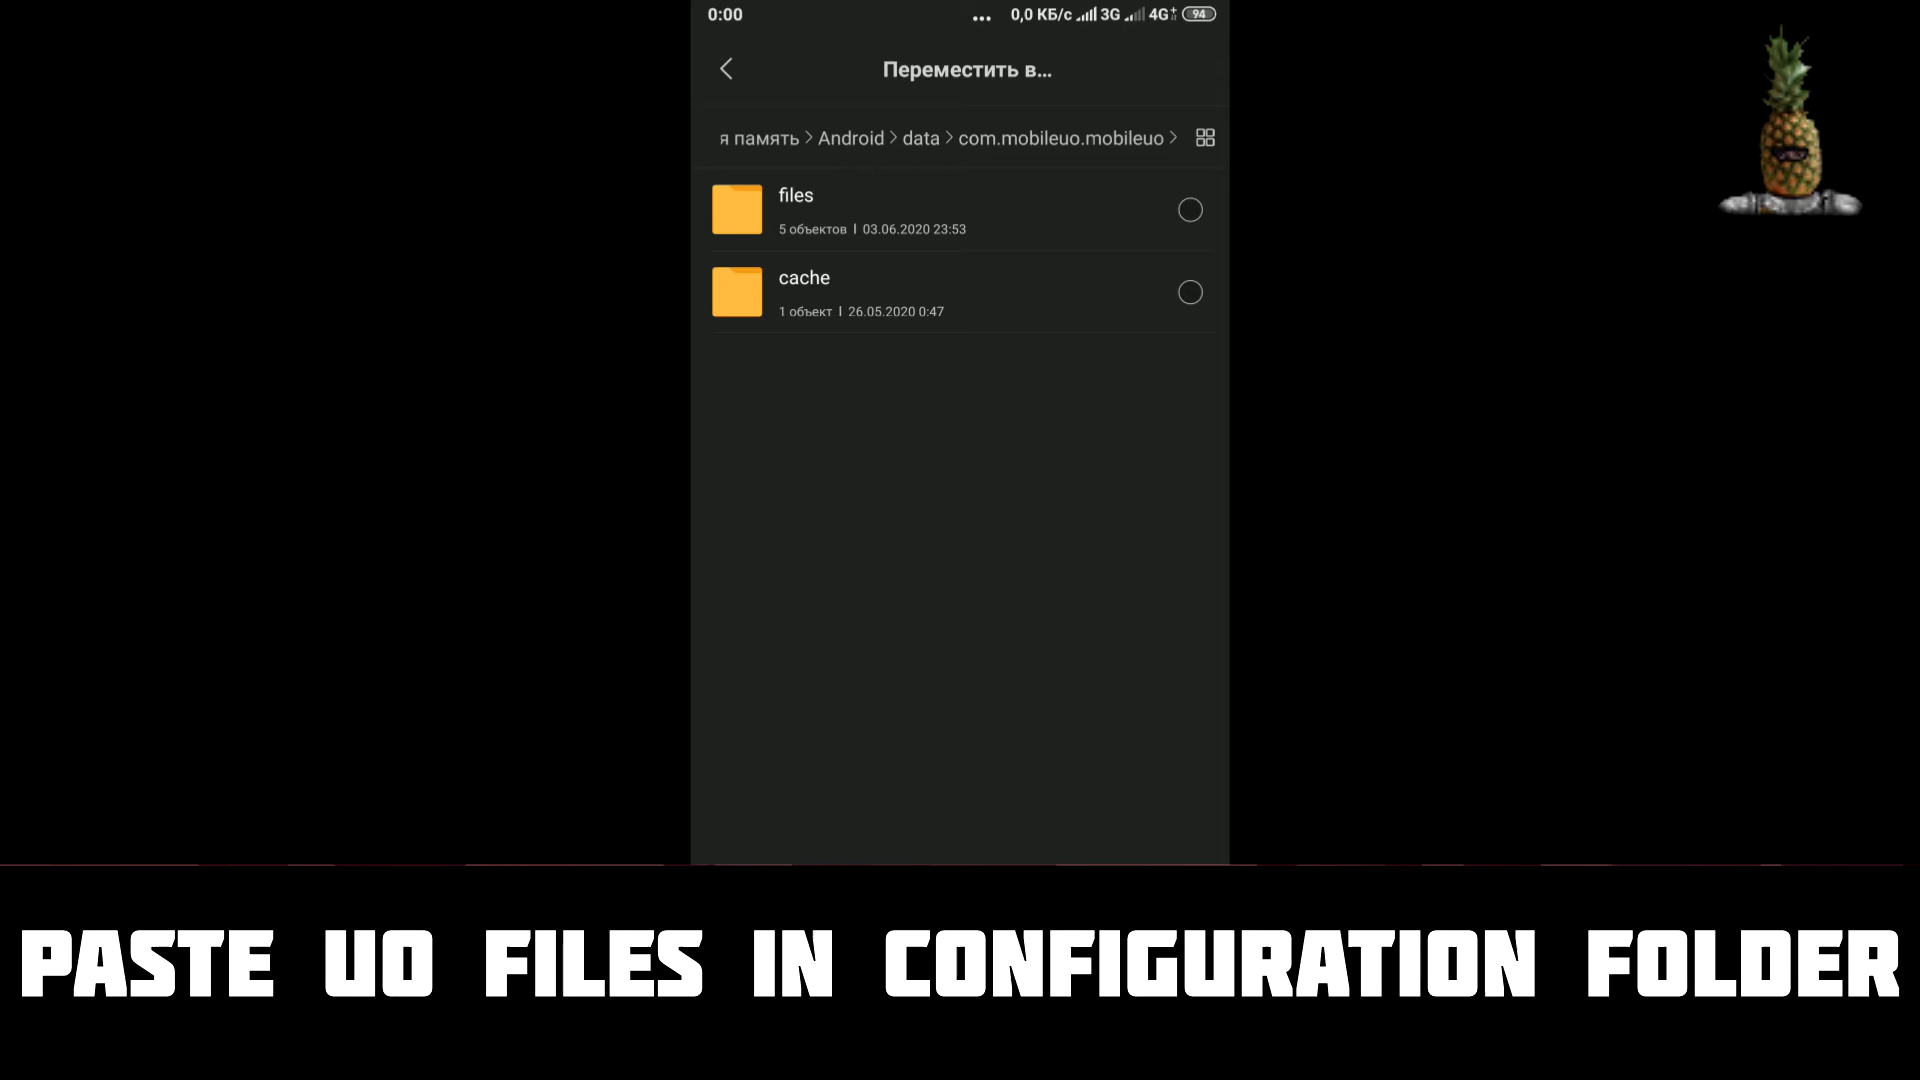 0:00 ... 0,0 КБ/с 3G 4G+ 94
Переместить в...
я память > Android > data > com.mobileuo.mobileuo >
files
5 объектов | 03.06.2020 23:53
cache
1 объект | 26.05.2020 0:47
PASTE UO FILES IN CONFIGURATION FOLDER